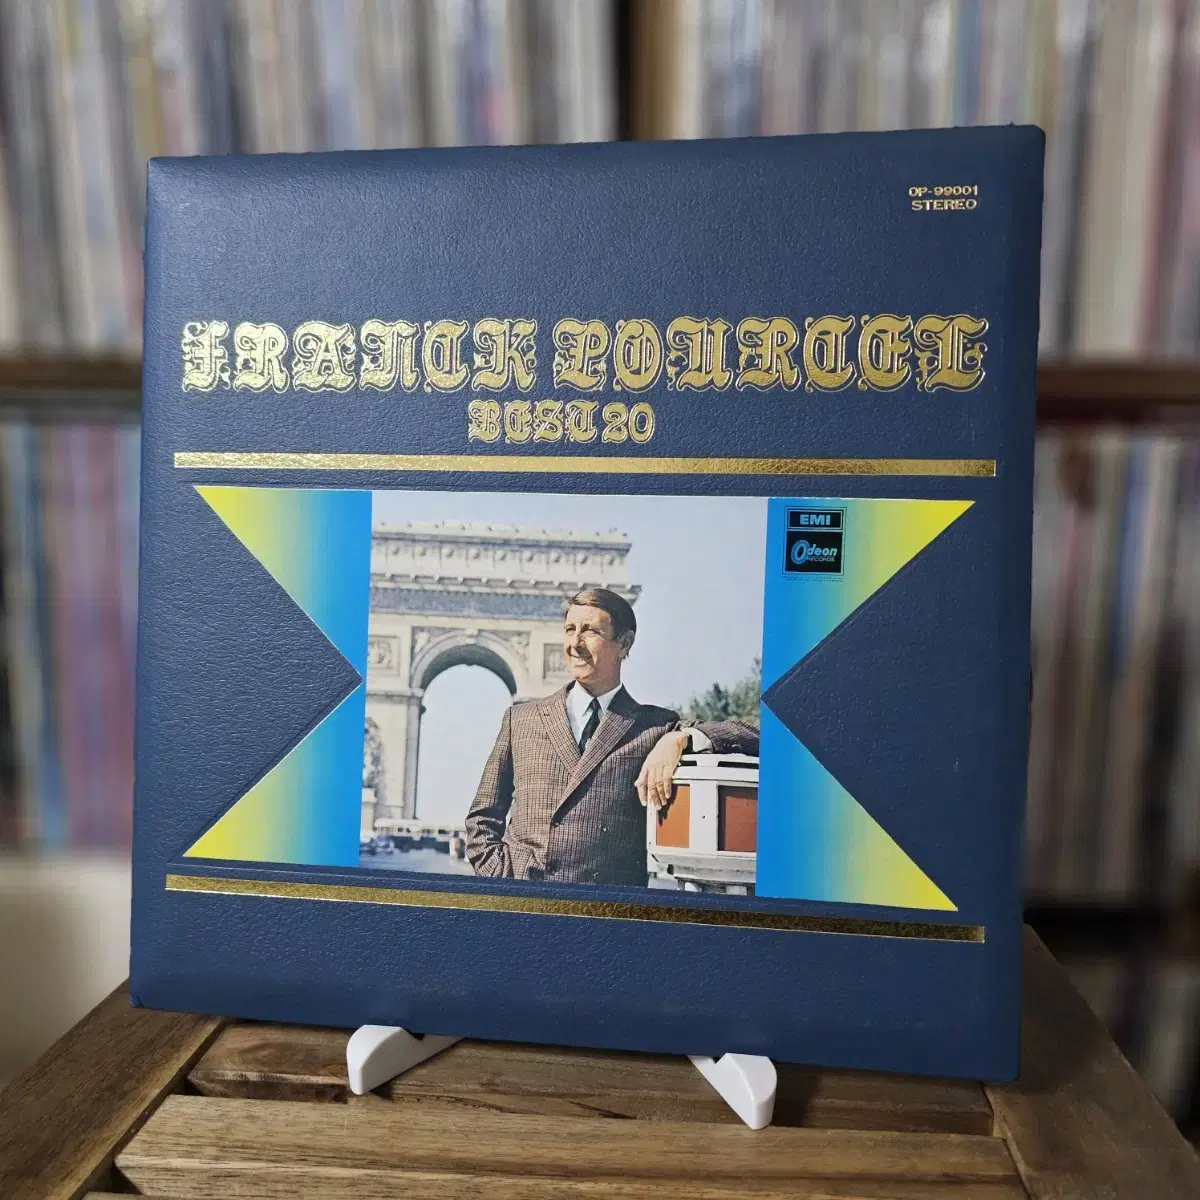 OP-99001
STEREO
FRANCK POURCEL
BEST 20
EMI
Odeon
RECORDS